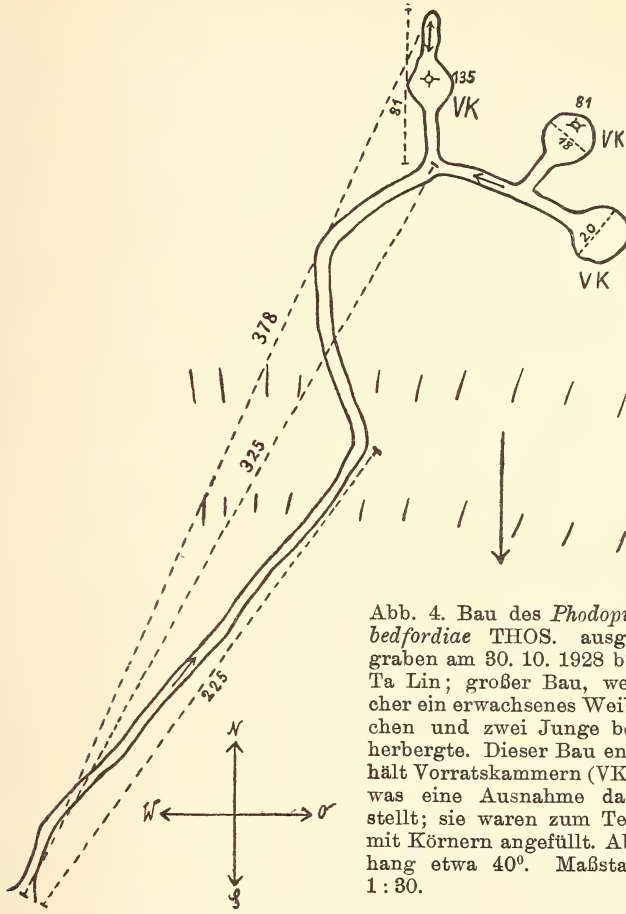 135
VK
81
81
18
VK
20
VK
378
325
225
N
W
O
S
Abb. 4. Bau des Phodopu
bedfordiae THOS. ausg
graben am 30. 10. 1928 b
Ta Lin; großer Bau, we
cher ein erwachsenes Wei
chen und zwei Junge be
herbergte. Dieser Bau en
hält Vorratskammern (VK
was eine Ausnahme da
stellt; sie waren zum Te
mit Körnern angefüllt. Ab
hang etwa 40⁰. Maßsta
1 : 30.